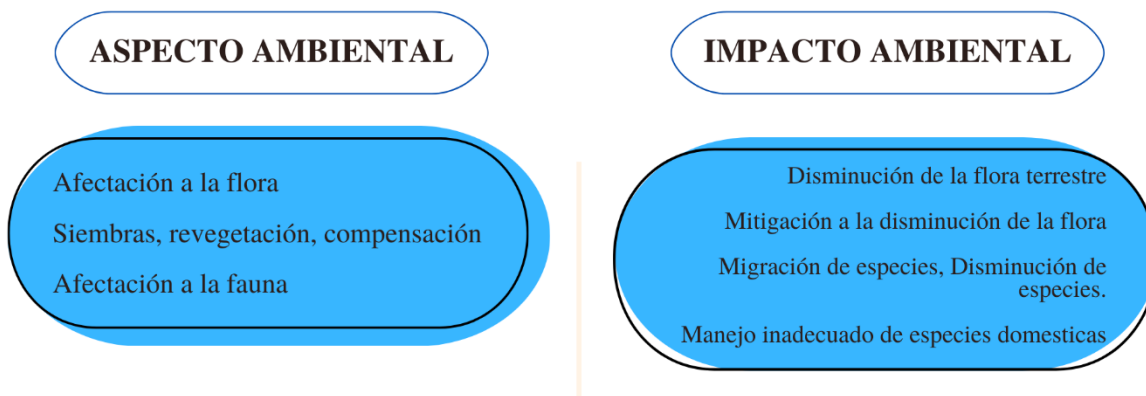 ASPECTO AMBIENTAL
Afectación a la flora
Siembras, revegetación, compensación
Afectación a la fauna
IMPACTO AMBIENTAL
Disminución de la flora terrestre
Mitigación a la disminución de la flora
Migración de especies, Disminución de
especies.
Manejo inadecuado de especies domesticas